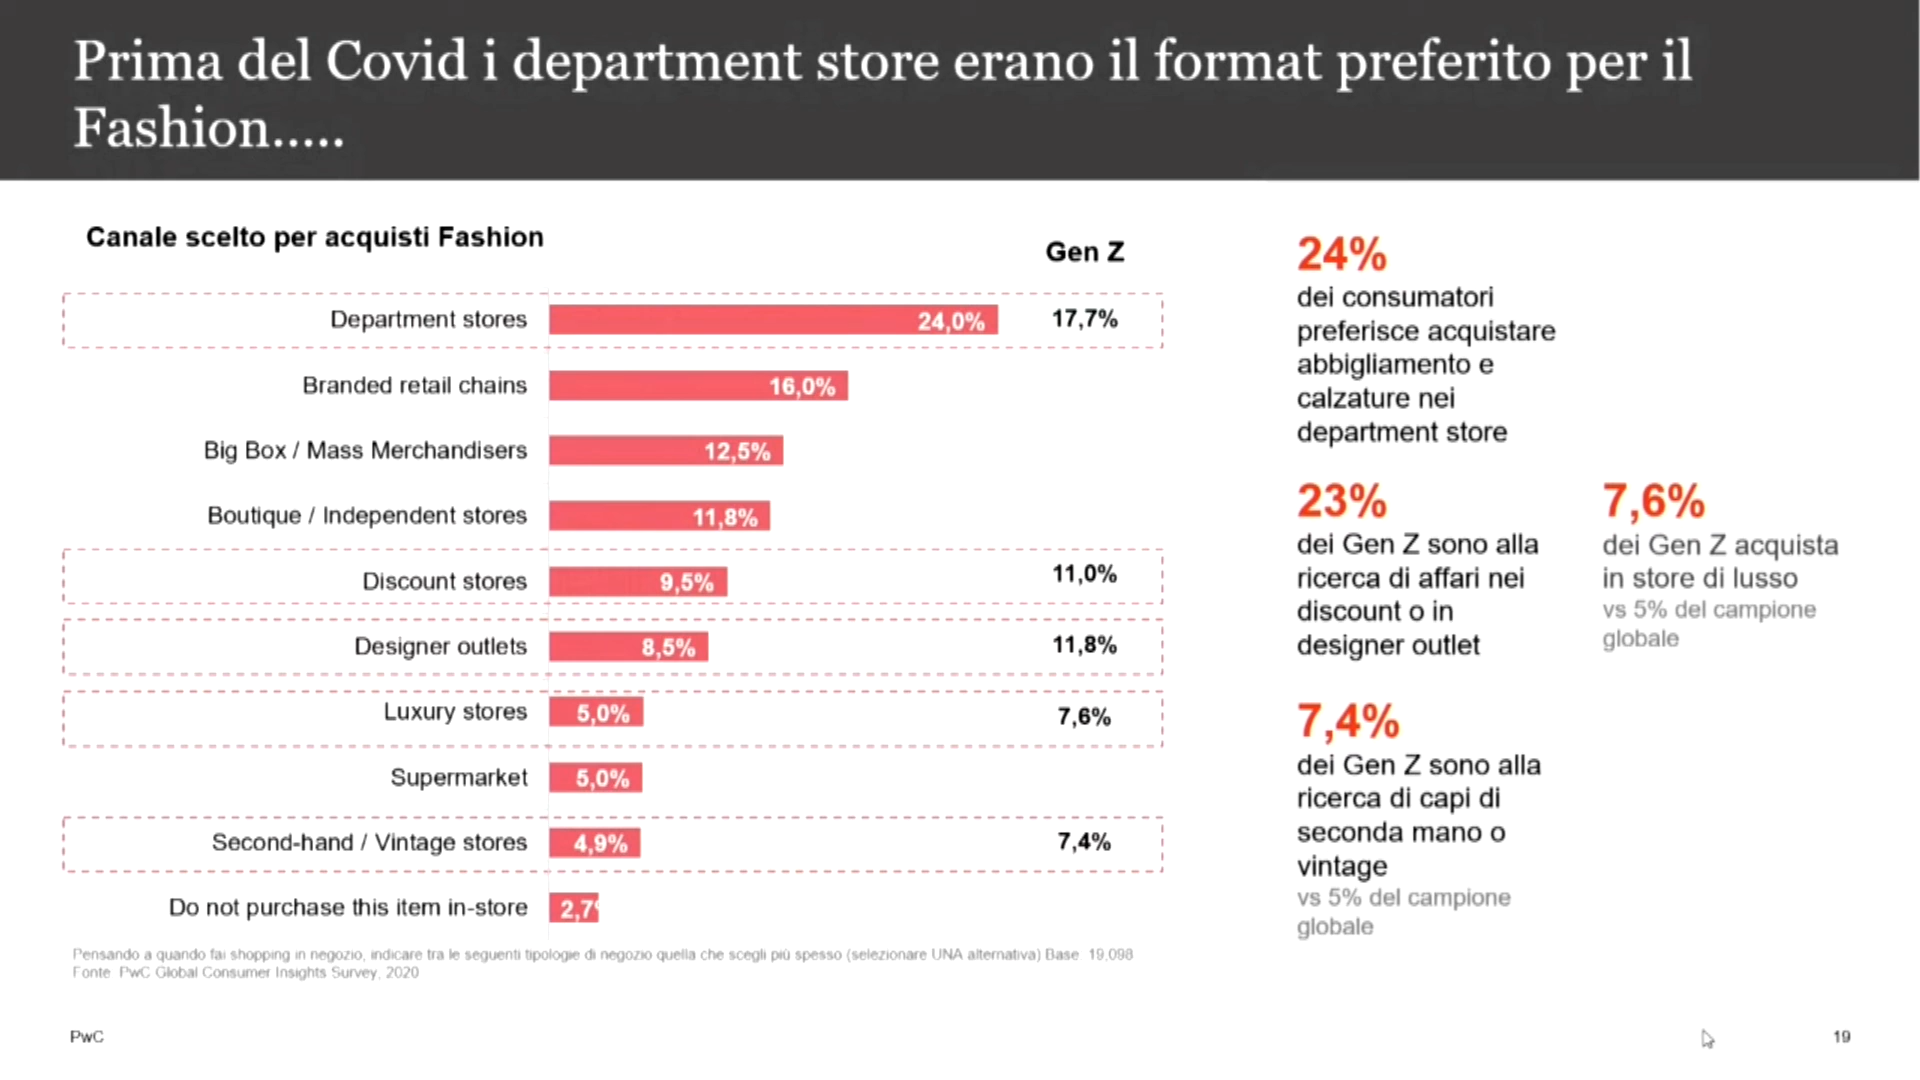 Prima del Covid i department store erano il format preferito per il
Fashion.....
Canale scelto per acquisti Fashion
Gen Z
Department stores 24,0% 17,7%
Branded retail chains 16,0%
Big Box / Mass Merchandisers 12,5%
Boutique / Independent stores 11,8%
Discount stores 9,5% 11,0%
Designer outlets 8,5% 11,8%
Luxury stores 5,0% 7,6%
Supermarket 5,0%
Second-hand / Vintage stores 4,9% 7,4%
Do not purchase this item in-store 2,7%
Pensando a quando fai shopping in negozio, indicare tra le seguenti tipologie di negozio quella che scegli più spesso (selezionare UNA alternativa) Base 19,098
Fonte PwC Global Consumer Insights Survey, 2020
24%
dei consumatori
preferisce acquistare
abbigliamento e
calzature nei
department store
23%
dei Gen Z sono alla
ricerca di affari nei
discount o in
designer outlet
7,6%
dei Gen Z acquista
in store di lusso
vs 5% del campione
globale
7,4%
dei Gen Z sono alla
ricerca di capi di
seconda mano o
vintage
vs 5% del campione
globale
PwC
19